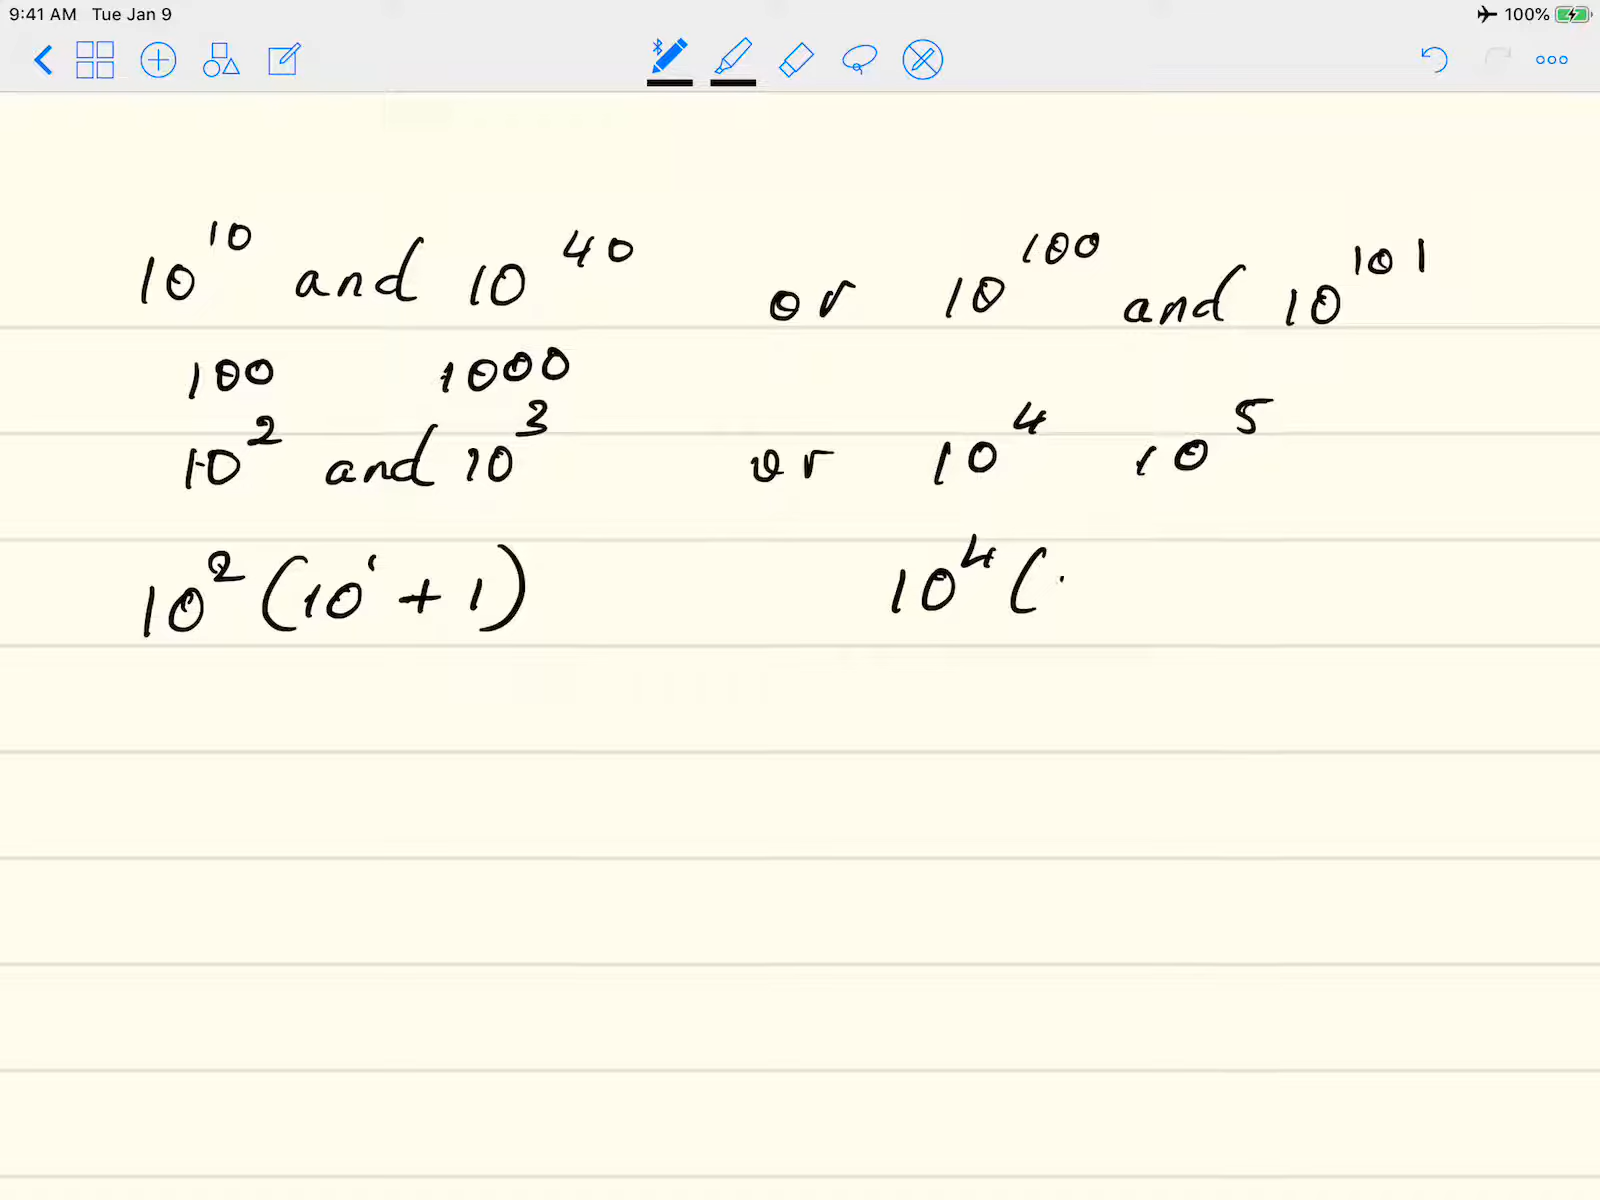 9:41 AM Tue Jan 9 100%
10^10 and 10^40 or 10^100 and 10^101
100 1000
10^2 and 10^3 or 10^4 10^5
10^2 (10^1 + 1) 10^4 (